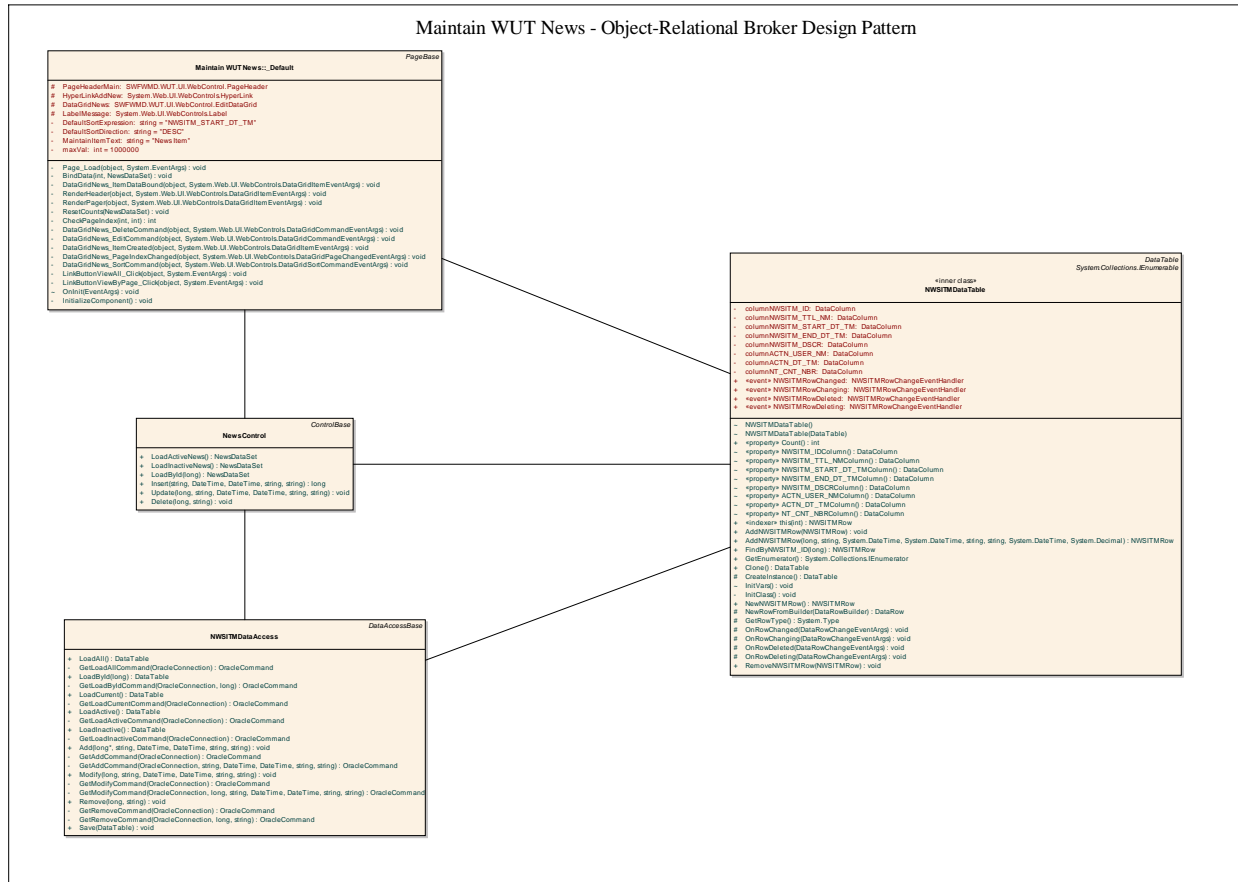 Maintain WUT News - Object-Relational Broker Design Pattern
PageBase
Maintain WUT News::_Default
# PageHeaderMain: SWFWMD.WUT.UI.WebControl.PageHeader
# HyperLinkAddNew: System.Web.UI.WebControls.HyperLink
# DataGridNews: SWFWMD.WUT.UI.WebControl.EditDataGrid
# LabelMessage: System.Web.UI.WebControls.Label
- DefaultSortExpression: string = "NWSITM_START_DT_TM"
- DefaultSortDirection: string = "DESC"
- MaintainItemText: string = "News Item"
- maxVal: int = 1000000
- Page_Load(object, System.EventArgs) : void
- BindData(int, NewsDataSet) : void
- DataGridNews_ItemDataBound(object, System.Web.UI.WebControls.DataGridItemEventArgs) : void
- RenderHeader(object, System.Web.UI.WebControls.DataGridItemEventArgs) : void
- RenderPager(object, System.Web.UI.WebControls.DataGridItemEventArgs) : void
- ResetCounts(NewsDataSet) : void
- CheckPageIndex(int, int) : int
- DataGridNews_DeleteCommand(object, System.Web.UI.WebControls.DataGridCommandEventArgs) : void
- DataGridNews_EditCommand(object, System.Web.UI.WebControls.DataGridCommandEventArgs) : void
- DataGridNews_ItemCreated(object, System.Web.UI.WebControls.DataGridItemEventArgs) : void
- DataGridNews_PageIndexChanged(object, System.Web.UI.WebControls.DataGridPageChangedEventArgs) : void
- DataGridNews_SortCommand(object, System.Web.UI.WebControls.DataGridSortCommandEventArgs) : void
- LinkButtonViewAll_Click(object, System.EventArgs) : void
- LinkButtonViewByPage_Click(object, System.EventArgs) : void
~ OnInit(EventArgs) : void
- InitializeComponent() : void
DataTable
System.Collections.IEnumerable
«inner class»
NWSITMDataTable
- columnNWSITM_ID: DataColumn
- columnNWSITM_TTL_NM: DataColumn
- columnNWSITM_START_DT_TM: DataColumn
- columnNWSITM_END_DT_TM: DataColumn
- columnNWSITM_DSCR: DataColumn
- columnACTN_USER_NM: DataColumn
- columnACTN_DT_TM: DataColumn
- columnNT_CNT_NBR: DataColumn
+ «event» NWSITMRowChanged: NWSITMRowChangeEventHandler
+ «event» NWSITMRowChanging: NWSITMRowChangeEventHandler
+ «event» NWSITMRowDeleted: NWSITMRowChangeEventHandler
+ «event» NWSITMRowDeleting: NWSITMRowChangeEventHandler
~ NWSITMDataTable()
~ NWSITMDataTable(DataTable)
+ «property» Count() : int
~ «property» NWSITM_IDColumn() : DataColumn
~ «property» NWSITM_TTL_NMColumn() : DataColumn
~ «property» NWSITM_START_DT_TMColumn() : DataColumn
~ «property» NWSITM_END_DT_TMColumn() : DataColumn
~ «property» NWSITM_DSCRColumn() : DataColumn
~ «property» ACTN_USER_NMColumn() : DataColumn
~ «property» ACTN_DT_TMColumn() : DataColumn
~ «property» NT_CNT_NBRColumn() : DataColumn
+ «indexer» this(int) : NWSITMRow
+ AddNWSITMRow(NWSITMRow) : void
+ AddNWSITMRow(long, string, System.DateTime, System.DateTime, string, string, System.DateTime, System.Decimal) : NWSITMRow
+ FindByNWSITM_ID(long) : NWSITMRow
+ GetEnumerator() : System.Collections.IEnumerator
+ Clone() : DataTable
# CreateInstance() : DataTable
~ InitVars() : void
- InitClass() : void
+ NewNWSITMRow() : NWSITMRow
# NewRowFromBuilder(DataRowBuilder) : DataRow
# GetRowType() : System.Type
# OnRowChanged(DataRowChangeEventArgs) : void
# OnRowChanging(DataRowChangeEventArgs) : void
# OnRowDeleted(DataRowChangeEventArgs) : void
# OnRowDeleting(DataRowChangeEventArgs) : void
+ RemoveNWSITMRow(NWSITMRow) : void
ControlBase
NewsControl
+ LoadActiveNews() : NewsDataSet
+ LoadInactiveNews() : NewsDataSet
+ LoadById(long) : NewsDataSet
+ Insert(string, DateTime, DateTime, string, string) : long
+ Update(long, string, DateTime, DateTime, string, string) : void
+ Delete(long, string) : void
DataAccessBase
NWSITMDataAccess
+ LoadAll() : DataTable
- GetLoadAllCommand(OracleConnection) : OracleCommand
+ LoadById(long) : DataTable
- GetLoadByIdCommand(OracleConnection, long) : OracleCommand
+ LoadCurrent() : DataTable
- GetLoadCurrentCommand(OracleConnection) : OracleCommand
+ LoadActive() : DataTable
- GetLoadActiveCommand(OracleConnection) : OracleCommand
+ LoadInactive() : DataTable
- GetLoadInactiveCommand(OracleConnection) : OracleCommand
+ Add(long*, string, DateTime, DateTime, string, string) : void
- GetAddCommand(OracleConnection) : OracleCommand
- GetAddCommand(OracleConnection, string, DateTime, DateTime, string, string) : OracleCommand
+ Modify(long, string, DateTime, DateTime, string, string) : void
- GetModifyCommand(OracleConnection) : OracleCommand
- GetModifyCommand(OracleConnection, long, string, DateTime, DateTime, string, string) : OracleCommand
+ Remove(long, string) : void
- GetRemoveCommand(OracleConnection) : OracleCommand
- GetRemoveCommand(OracleConnection, long, string) : OracleCommand
+ Save(DataTable) : void